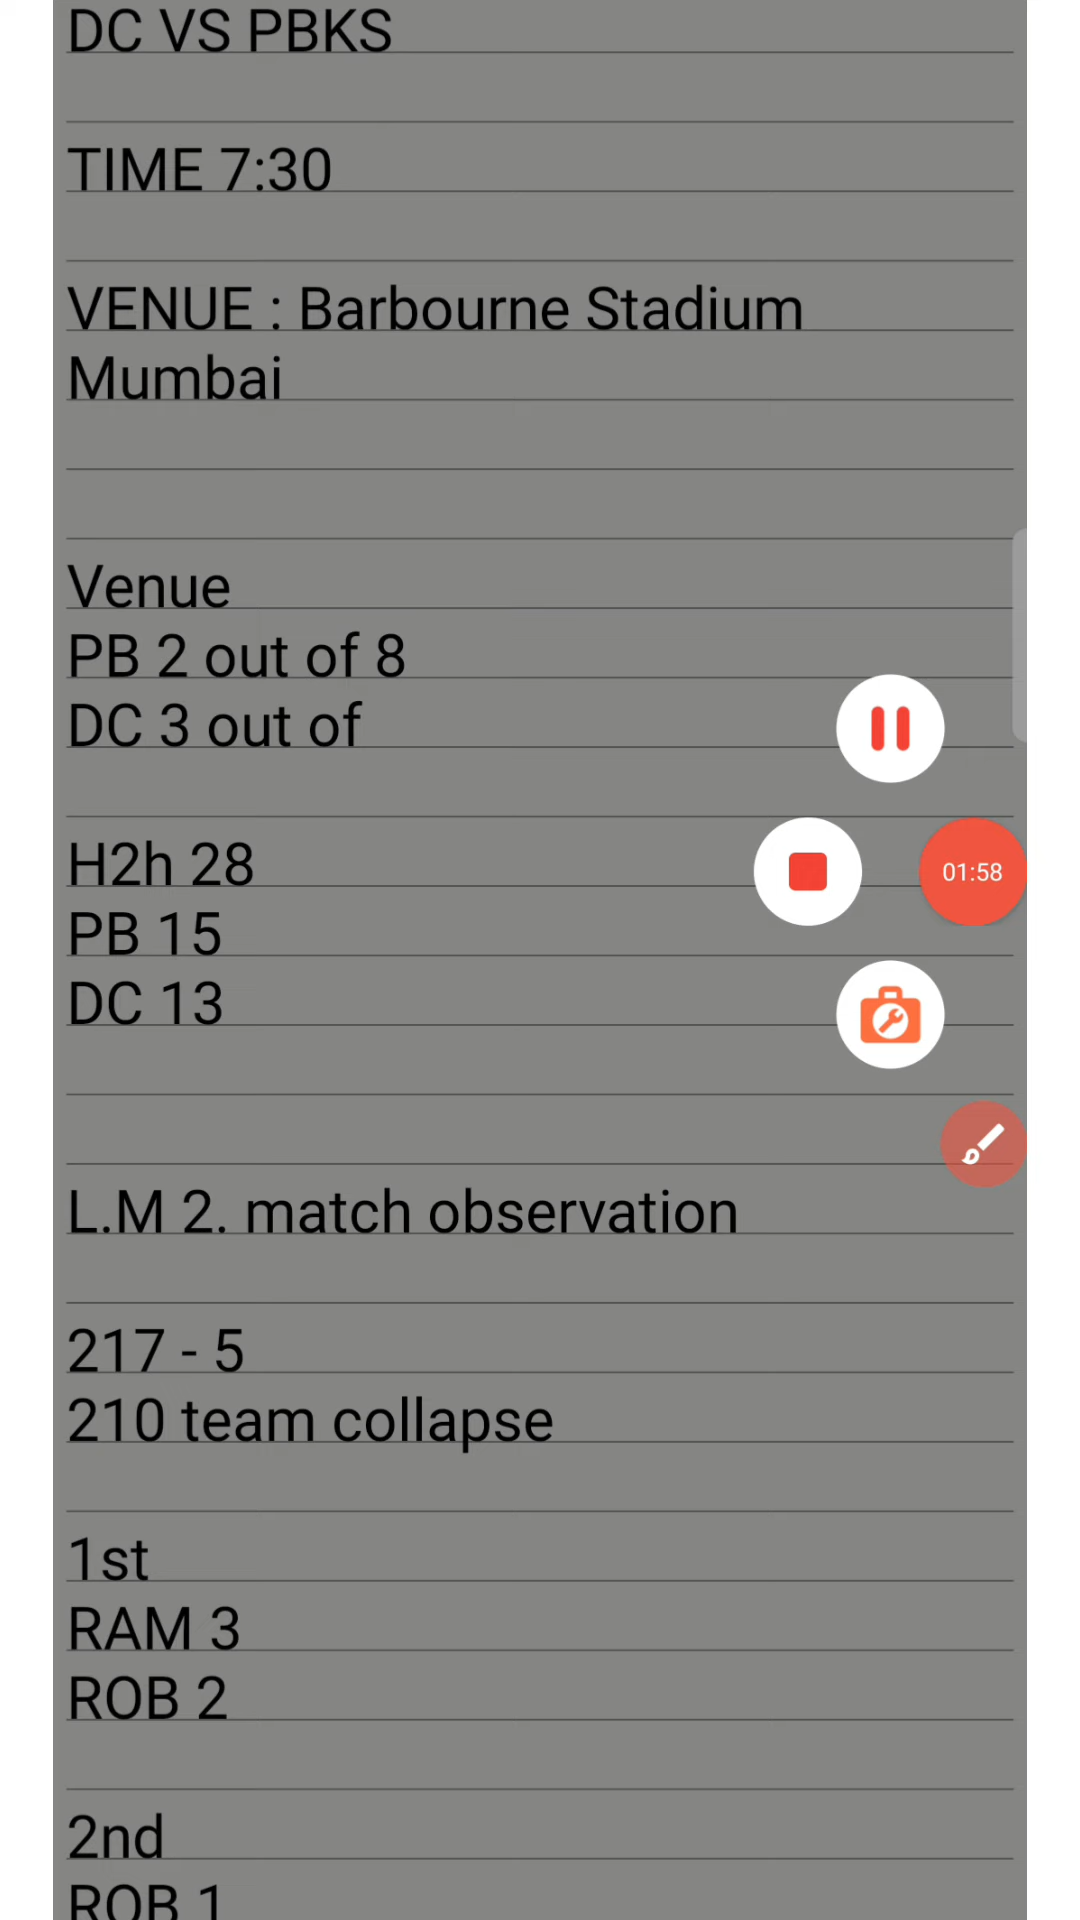 DC VS PBKS
TIME 7:30
VENUE : Barbourne Stadium
Mumbai
Venue
PB 2 out of 8
DC 3 out of
H2h 28
PB 15
DC 13
01:58
L.M 2. match observation
217 - 5
210 team collapse
1st
RAM 3
ROB 2
2nd
ROB 1